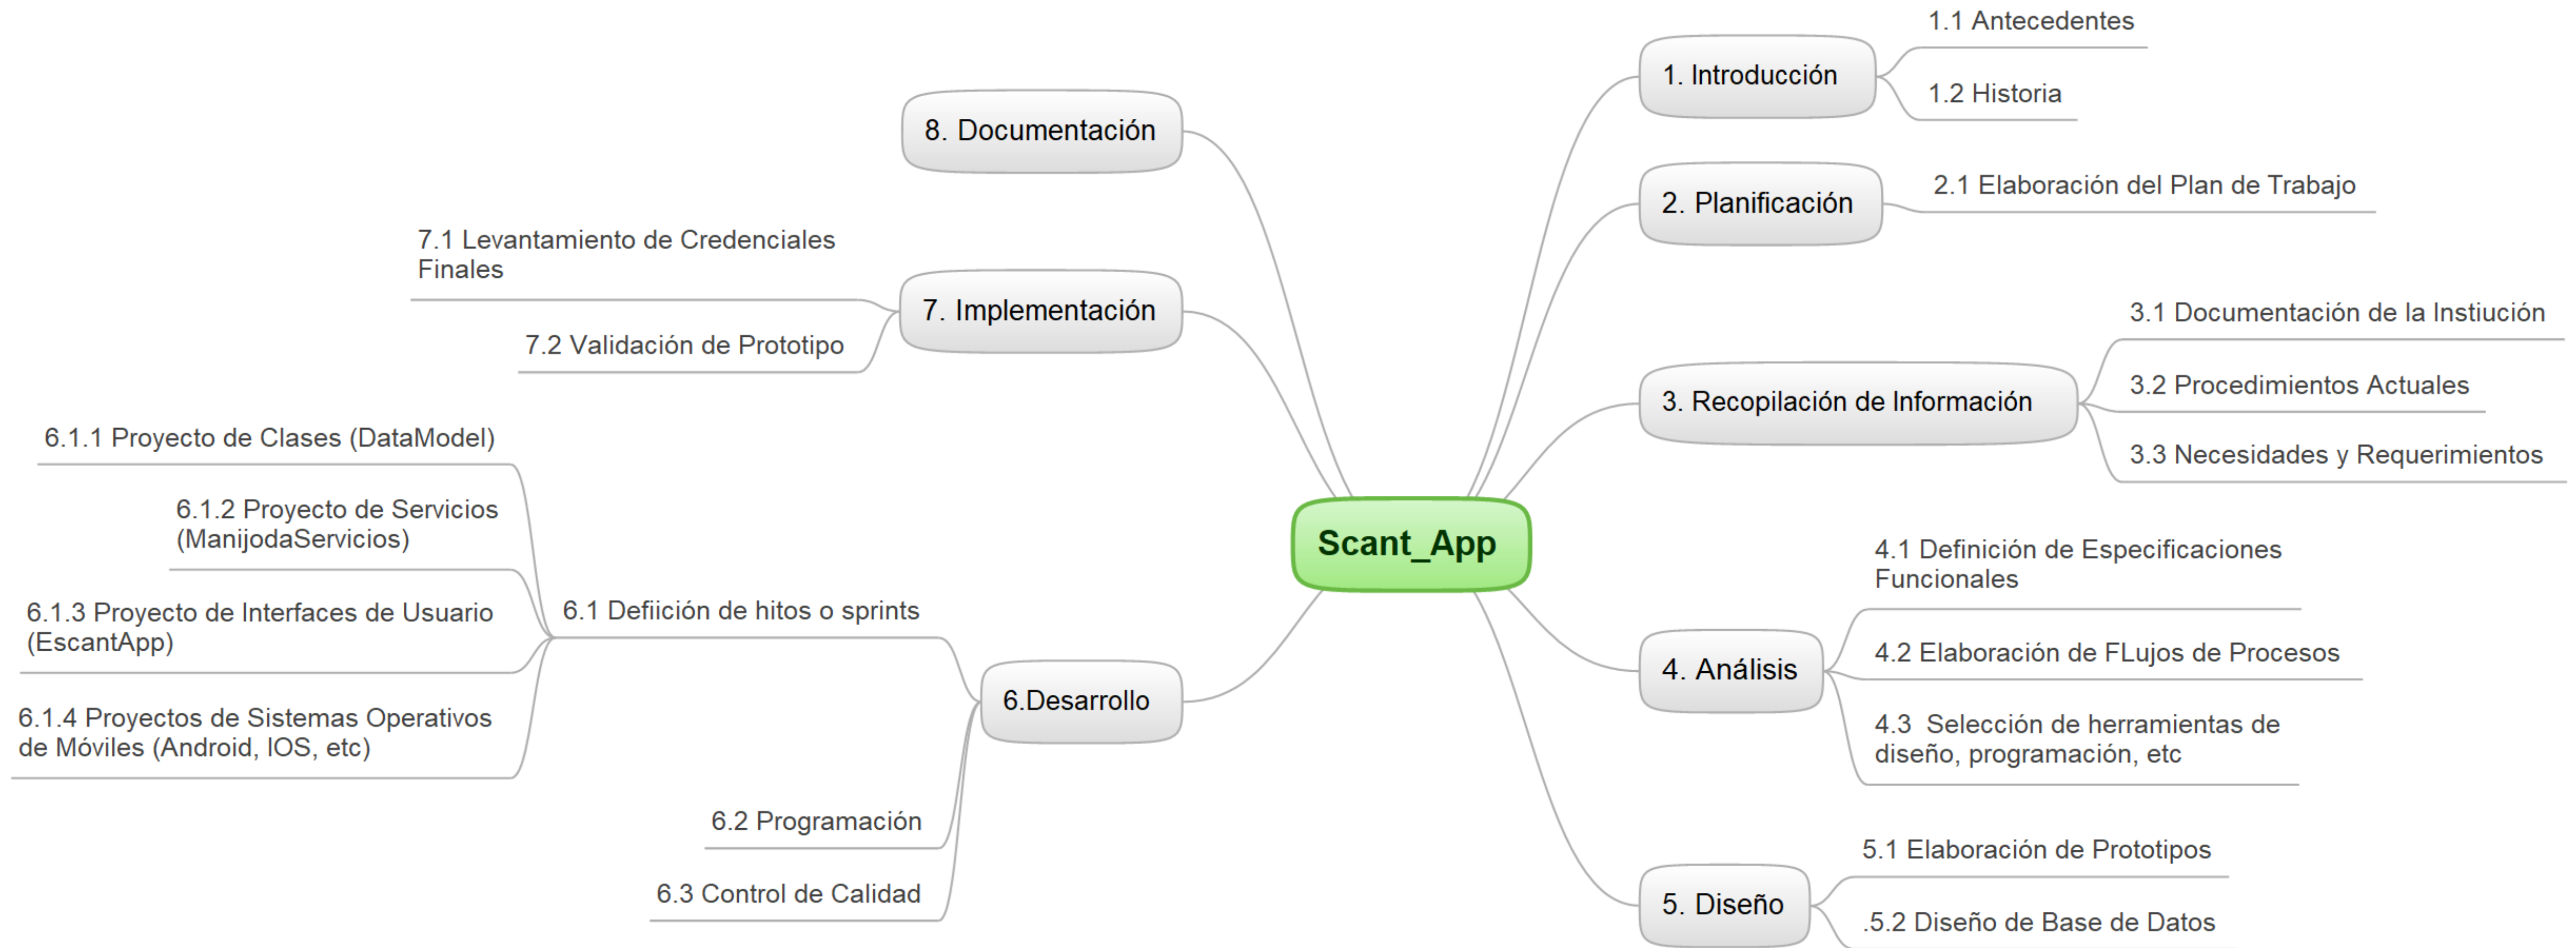 Scant_App
1. Introducción
1.1 Antecedentes
1.2 Historia
2. Planificación
2.1 Elaboración del Plan de Trabajo
3. Recopilación de Información
3.1 Documentación de la Instiución
3.2 Procedimientos Actuales
3.3 Necesidades y Requerimientos
4. Análisis
4.1 Definición de Especificaciones
Funcionales
4.2 Elaboración de FLujos de Procesos
4.3  Selección de herramientas de
diseño, programación, etc
5. Diseño
5.1 Elaboración de Prototipos
.5.2 Diseño de Base de Datos
6.Desarrollo
6.1 Defiición de hitos o sprints
6.1.1 Proyecto de Clases (DataModel)
6.1.2 Proyecto de Servicios
(ManijodaServicios)
6.1.3 Proyecto de Interfaces de Usuario
(EscantApp)
6.1.4 Proyectos de Sistemas Operativos
de Móviles (Android, IOS, etc)
6.2 Programación
6.3 Control de Calidad
7. Implementación
7.1 Levantamiento de Credenciales
Finales
7.2 Validación de Prototipo
8. Documentación